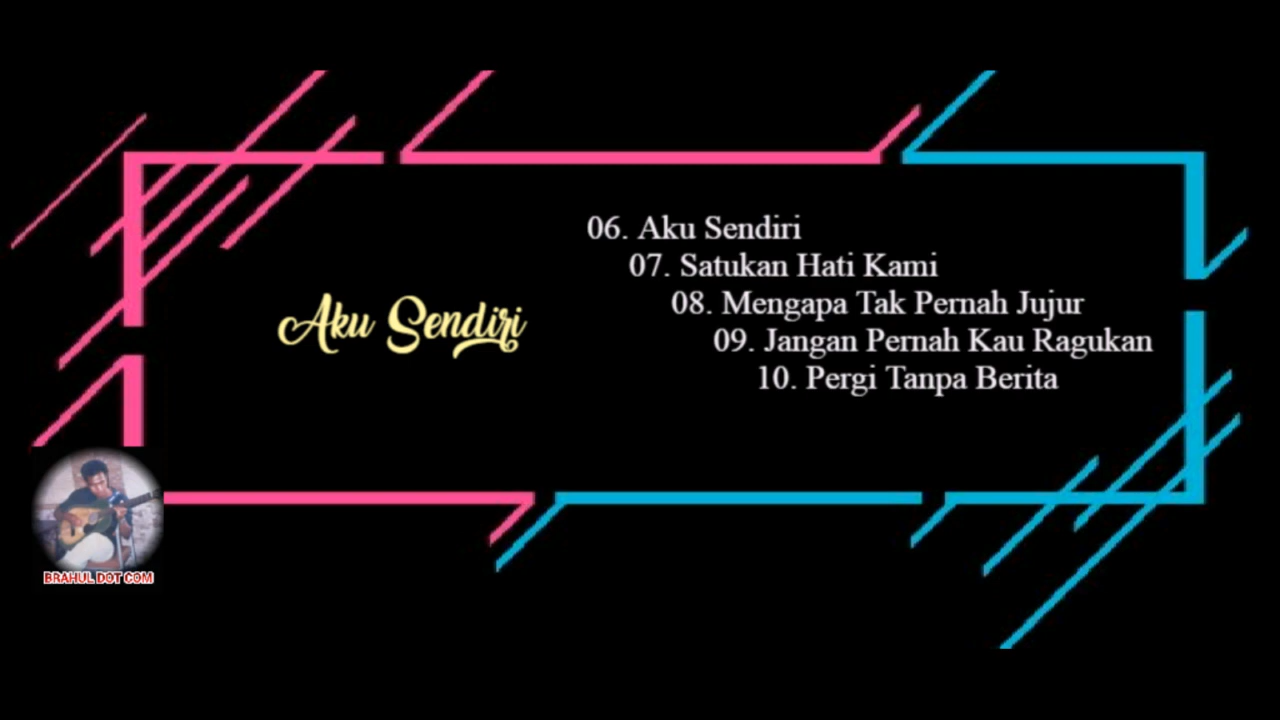 06. Aku Sendiri
07. Satukan Hati Kami
Aku Sendiri
08. Mengapa Tak Pernah Jujur
09. Jangan Pernah Kau Ragukan
10. Pergi Tanpa Berita
BRAHUL DOT COM